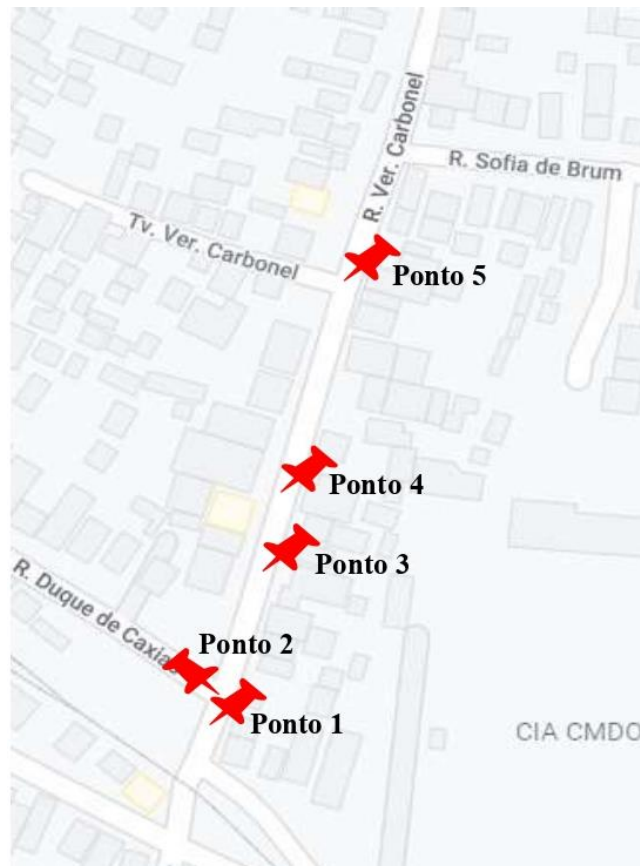 R. Ver. Carbonel
R. Sofia de Brum
Tv. Ver. Carbonel
Ponto 5
Ponto 4
Ponto 3
R. Duque de Caxias
Ponto 2
Ponto 1
CIA CMDO